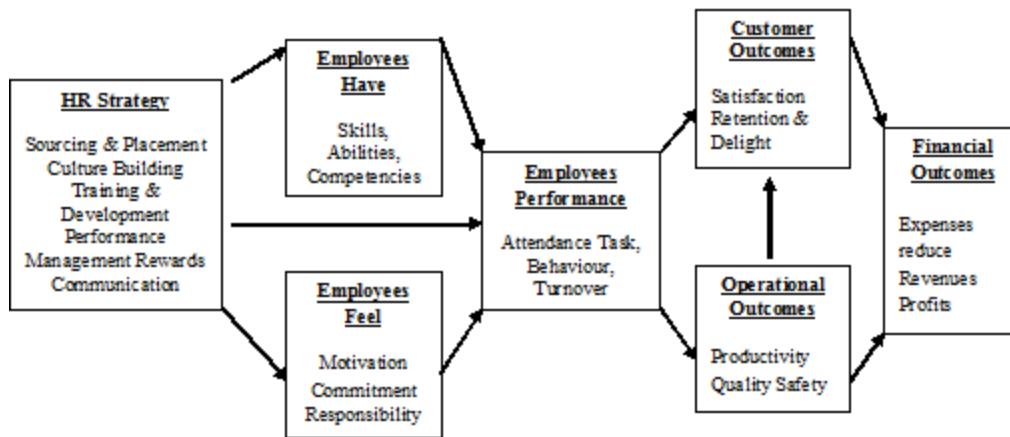 HR Strategy
Sourcing & Placement
Culture Building
Training &
Development
Performance
Management Rewards
Communication
Employees
Have
Skills,
Abilities,
Competencies
Employees
Feel
Motivation
Commitment
Responsibility
Employees
Performance
Attendance Task,
Behaviour,
Turnover
Customer
Outcomes
Satisfaction
Retention &
Delight
Operational
Outcomes
Productivity
Quality Safety
Financial
Outcomes
Expenses
reduce
Revenues
Profits